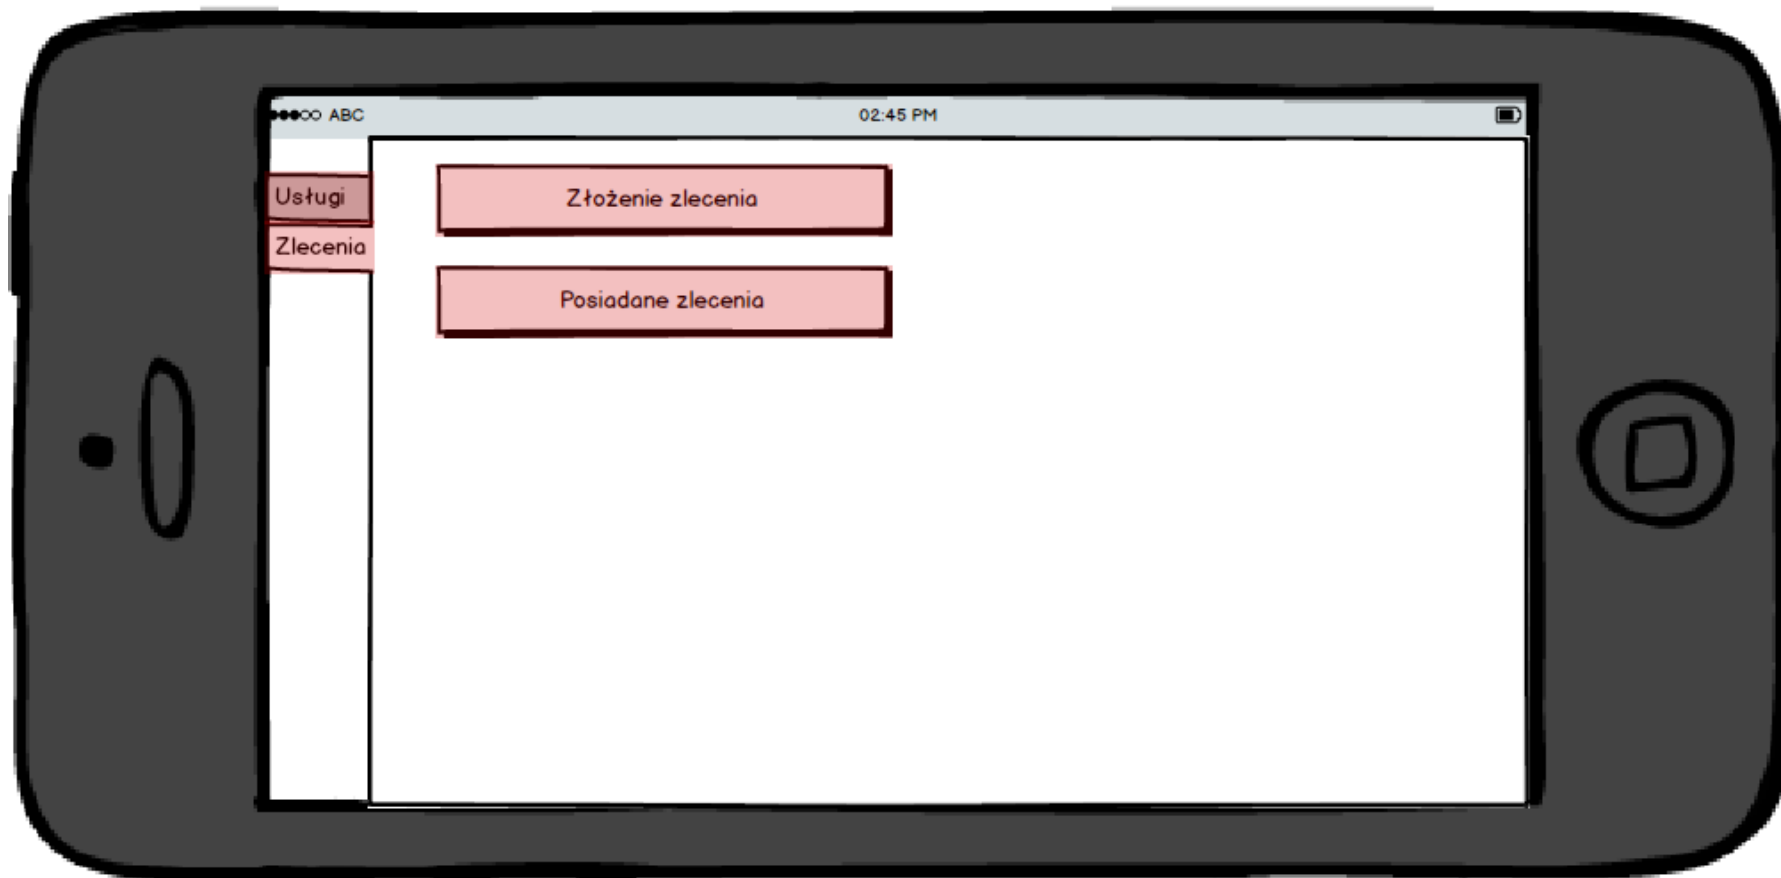 ABC 02:45 PM
Usługi
Zlecenia
Złożenie zlecenia
Posiadane zlecenia